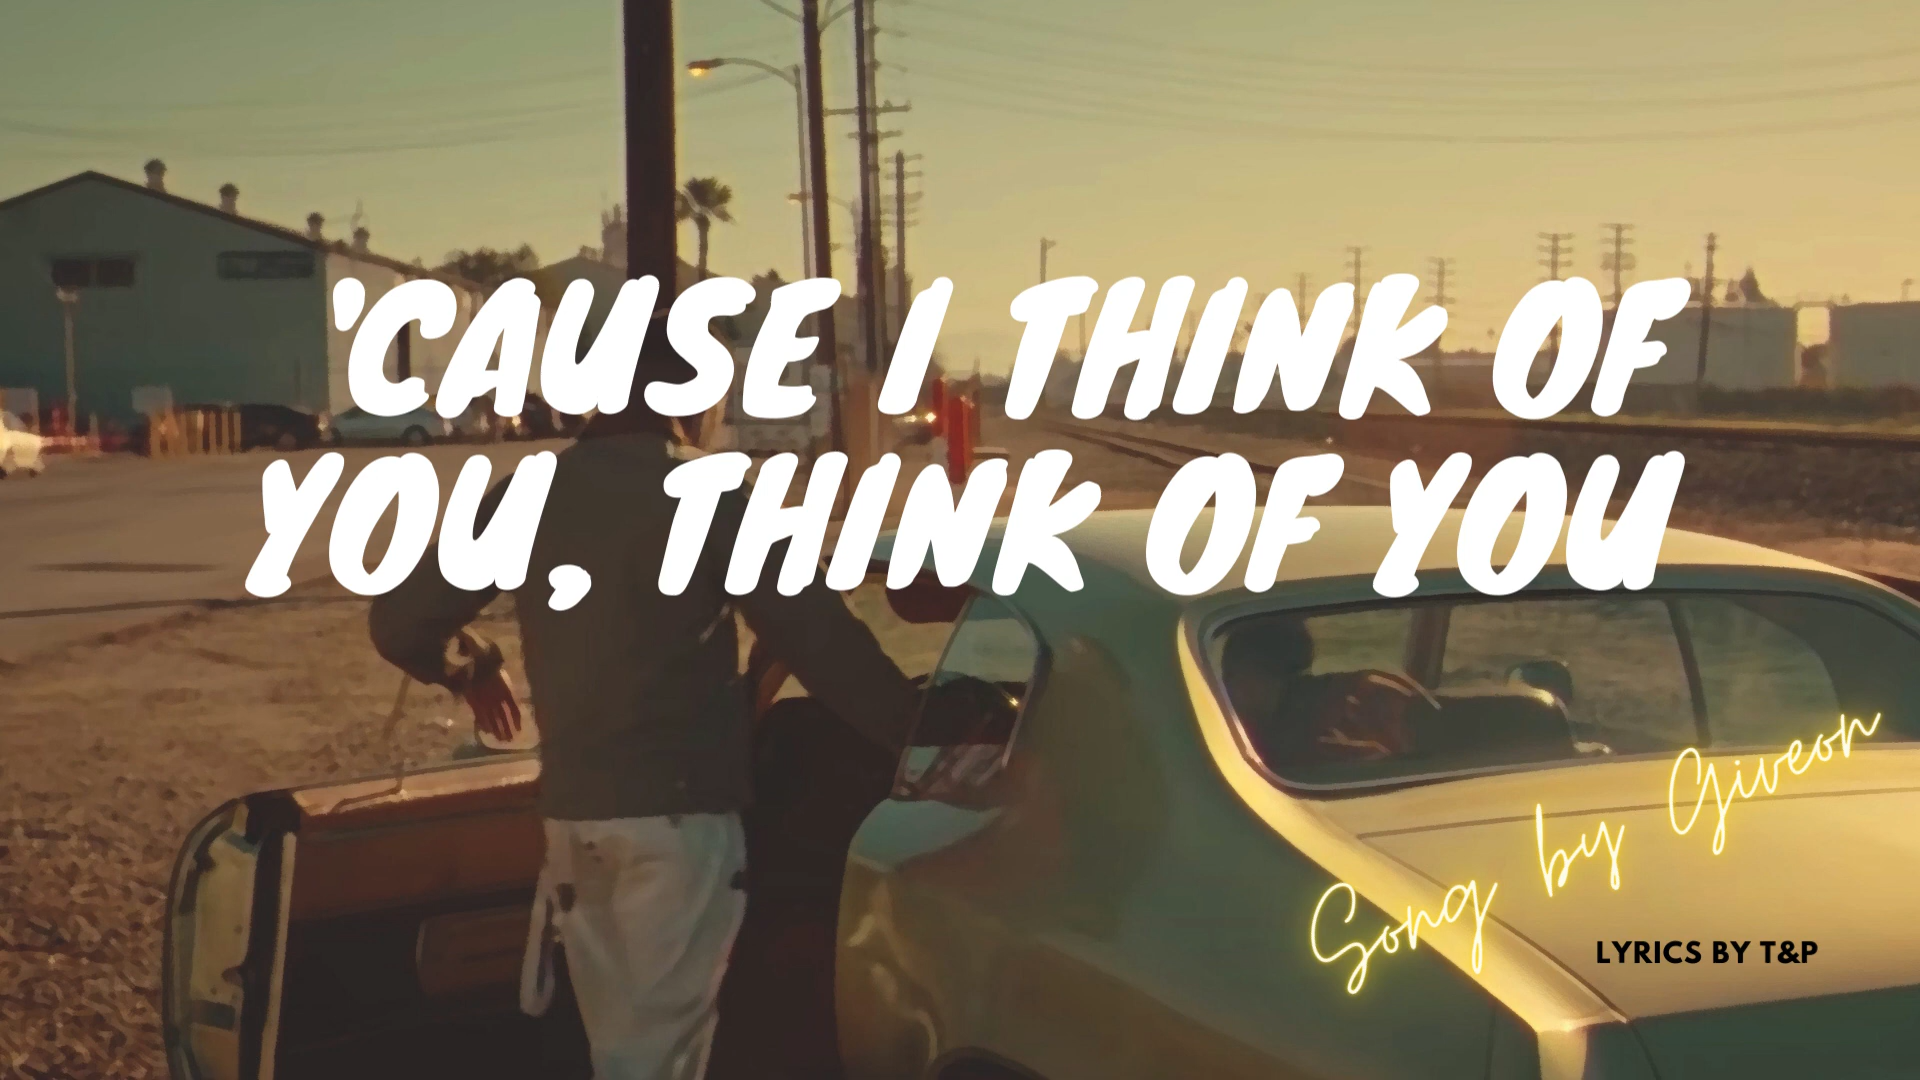 'CAUSE I THINK OF
YOU, THINK OF YOU
Song by Giveon
LYRICS BY T&P